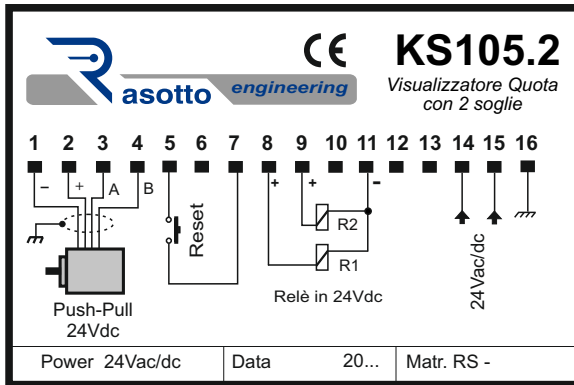 Rasotto engineering
CE
KS105.2
Visualizzatore Quota
con 2 soglie
1 2 3 4 5 6 7 8 9 10 11 12 13 14 15 16
− + A B + + -
Reset
R2
R1
Relè in 24Vdc
24Vac/dc
Push-Pull
24Vdc
Power 24Vac/dc
Data 20...
Matr. RS -